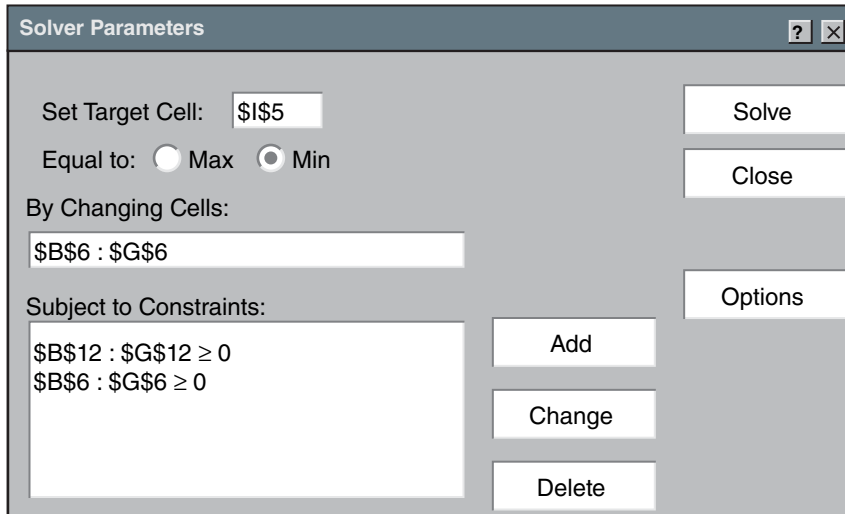 Solver Parameters
? ×
Set Target Cell: $I$5
Solve
Equal to: Max Min
Close
By Changing Cells:
$B$6 : $G$6
Options
Subject to Constraints:
$B$12 : $G$12 ≥ 0
$B$6 : $G$6 ≥ 0
Add
Change
Delete